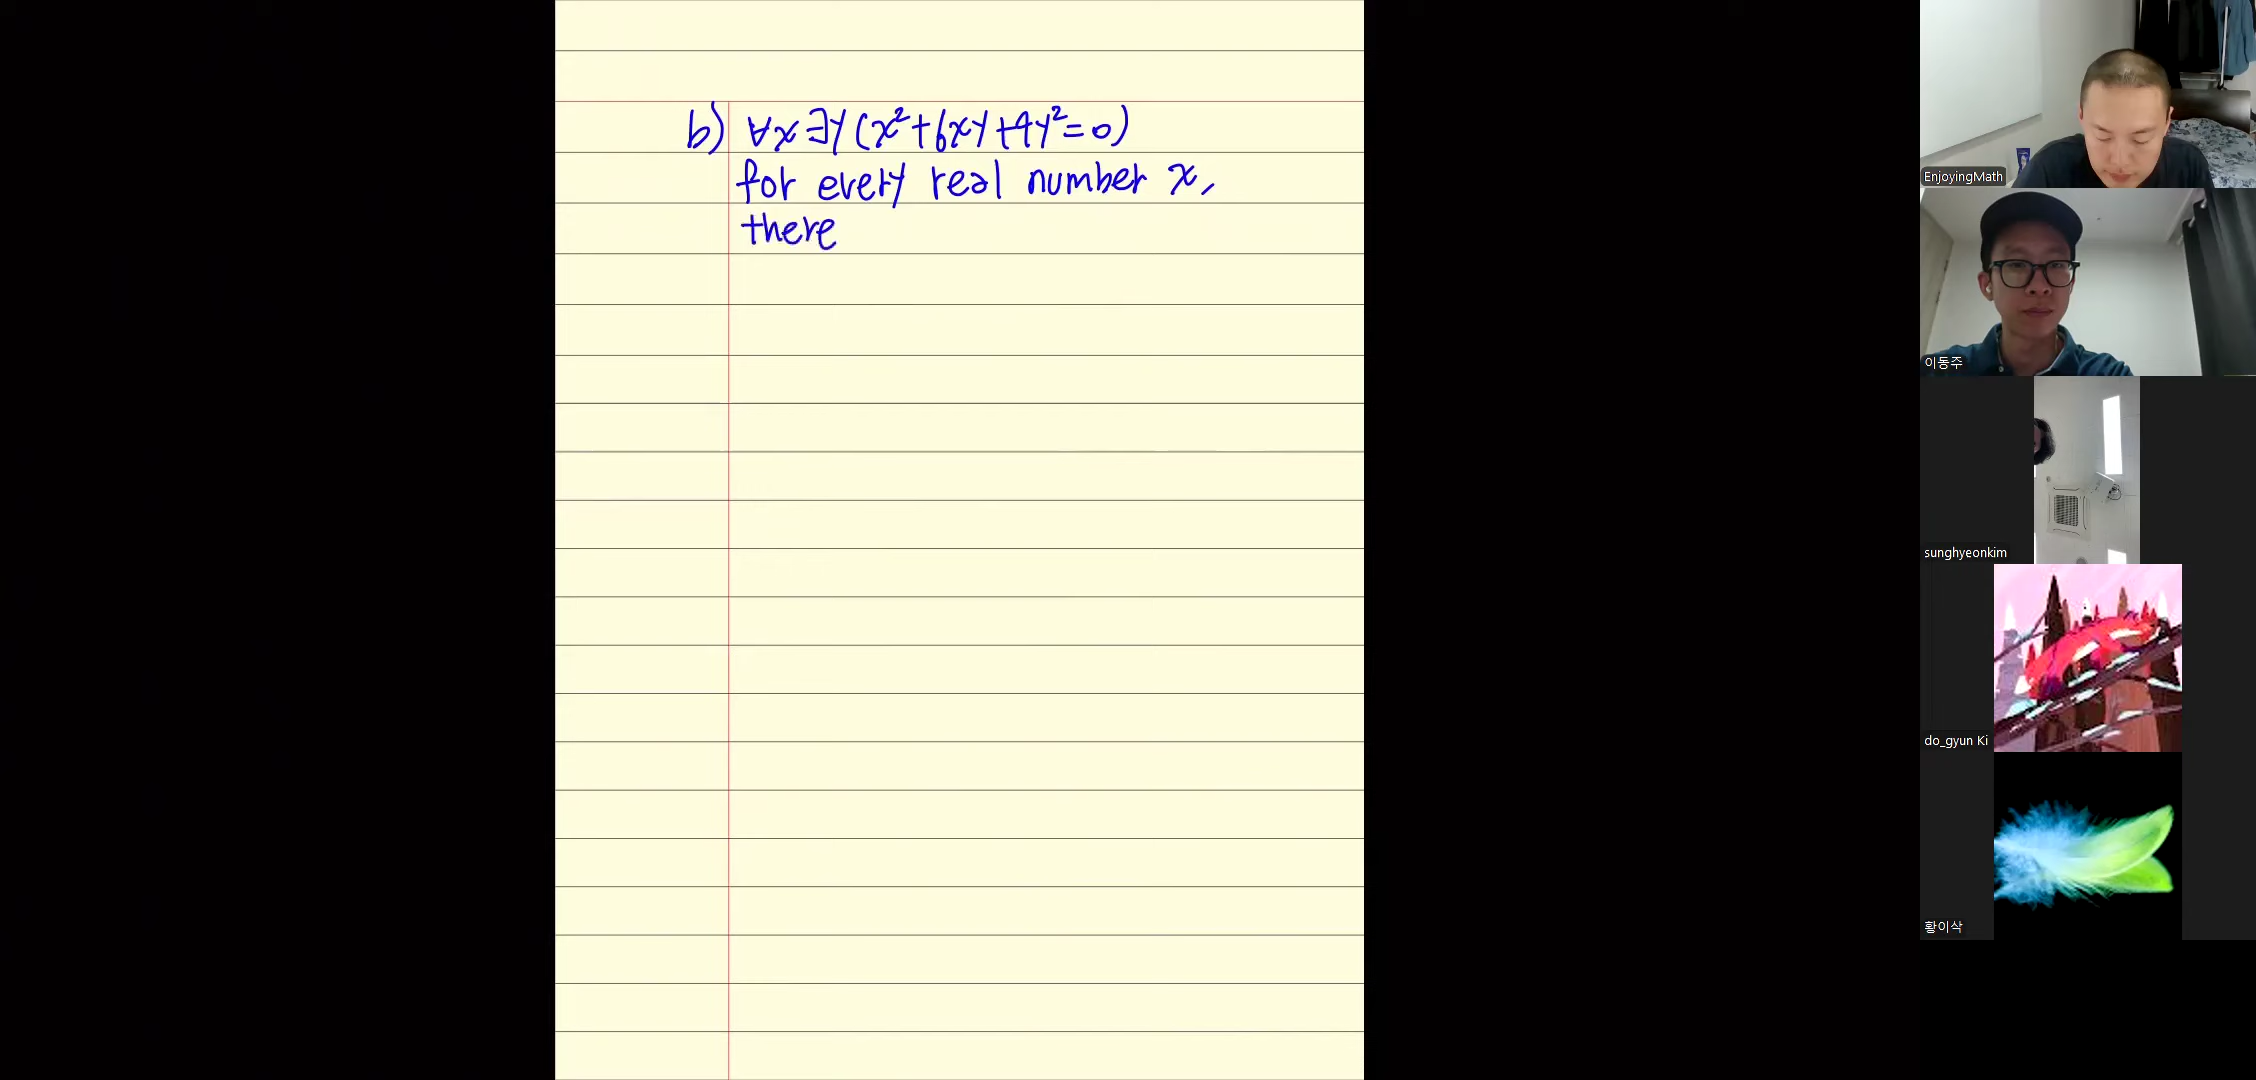 b) ∀x ∃y (x²+6xy+4y²=0)
for every real number x,
there
EnjoyingMath
이동주
sunghyeonkim
do_gyun Ki
황이삭